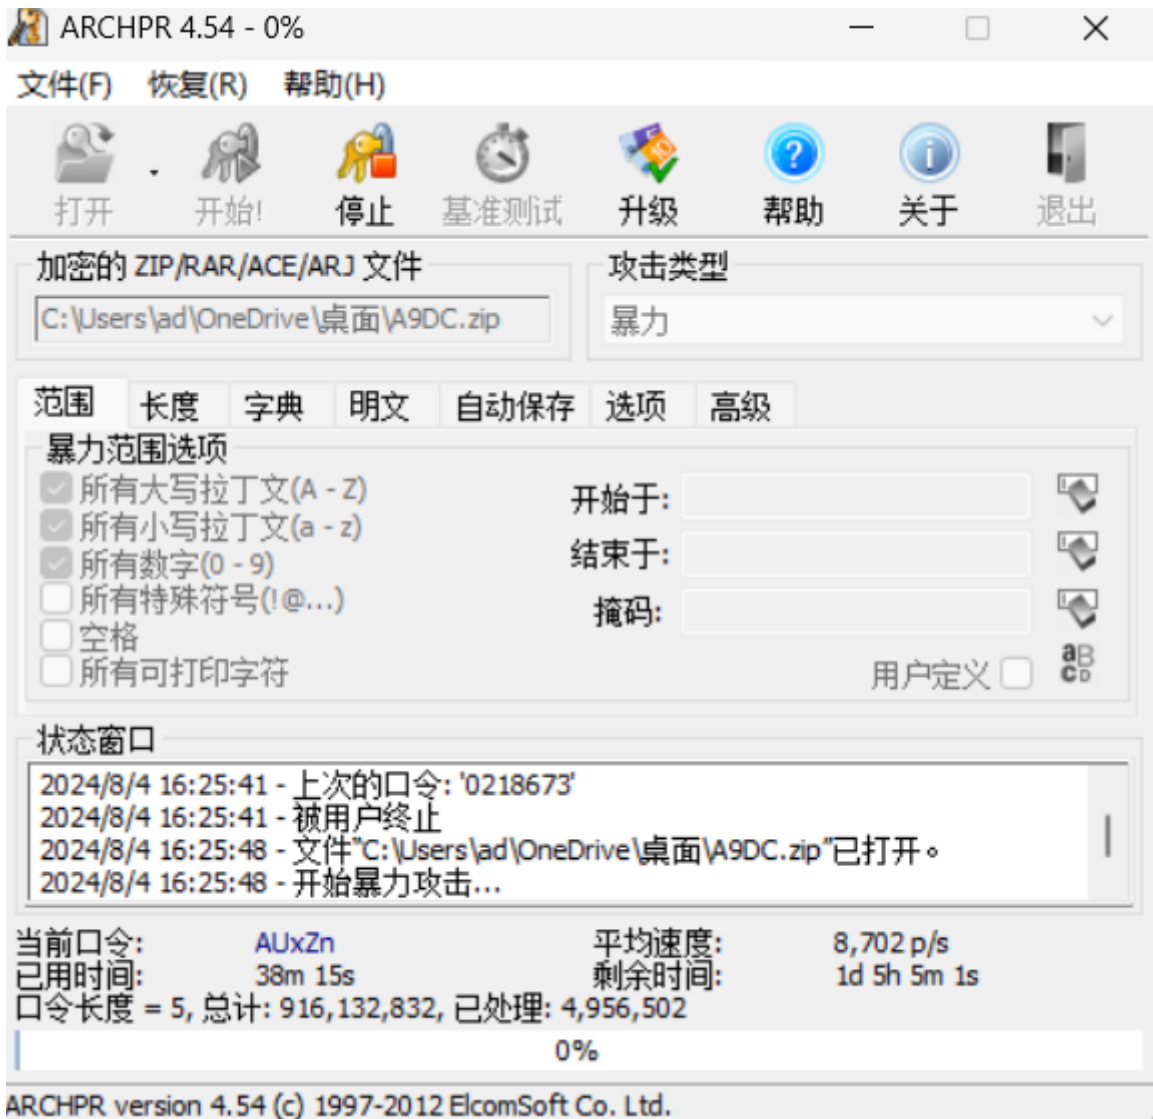 ARCHPR 4.54 - 0%
文件(F) 恢复(R) 帮助(H)
打开 开始! 停止 基准测试 升级 帮助 关于 退出
加密的 ZIP/RAR/ACE/ARJ 文件 攻击类型
C:\Users\ad\OneDrive\桌面\A9DC.zip 暴力
范围 长度 字典 明文 自动保存 选项 高级
暴力范围选项
所有大写拉丁文(A - Z)
所有小写拉丁文(a - z)
所有数字(0 - 9)
所有特殊符号(!@...)
空格
所有可打印字符
开始于:
结束于:
掩码:
用户定义
状态窗口
2024/8/4 16:25:41 - 上次的口令: '0218673'
2024/8/4 16:25:41 - 被用户终止
2024/8/4 16:25:48 - 文件"C:\Users\ad\OneDrive\桌面\A9DC.zip"已打开。
2024/8/4 16:25:48 - 开始暴力攻击...
当前口令: AUxZn 平均速度: 8,702 p/s
已用时间: 38m 15s 剩余时间: 1d 5h 5m 1s
口令长度 = 5, 总计: 916,132,832, 已处理: 4,956,502
0%
ARCHPR version 4.54 (c) 1997-2012 ElcomSoft Co. Ltd.